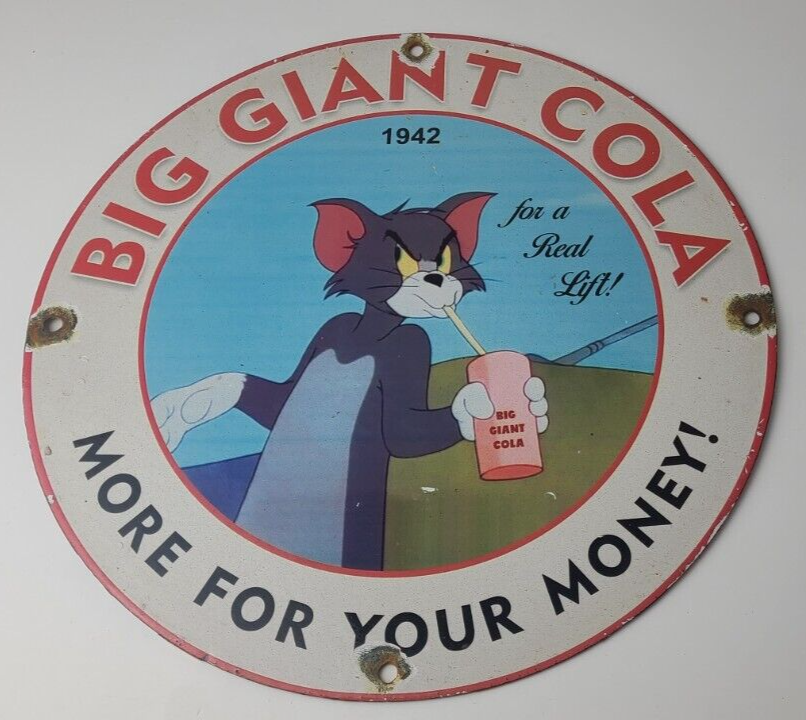 BIG GIANT COLA
1942
for a
Real
Lift!
BIG
GIANT
COLA
MORE FOR YOUR MONEY!